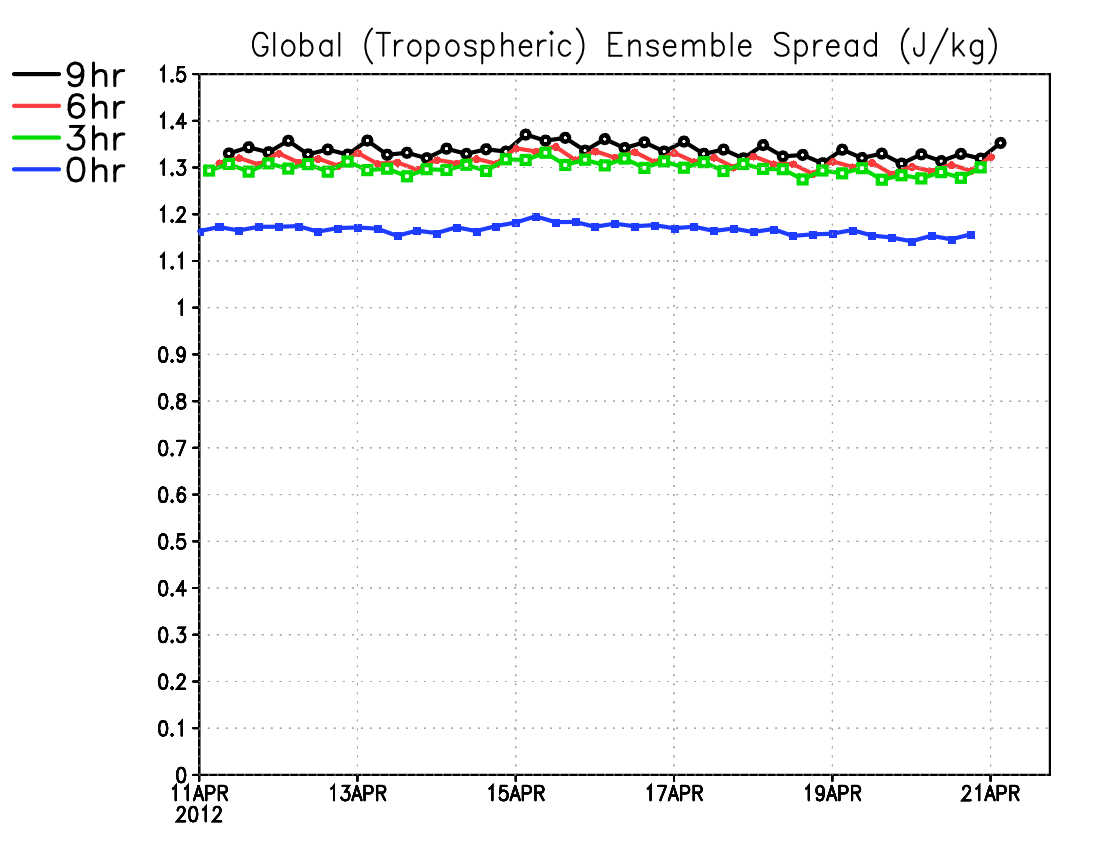 Global (Tropospheric) Ensemble Spread (J/kg)
9hr
6hr
3hr
0hr
1.5
1.4
1.3
1.2
1.1
1
0.9
0.8
0.7
0.6
0.5
0.4
0.3
0.2
0.1
0
11APR 13APR 15APR 17APR 19APR 21APR
2012